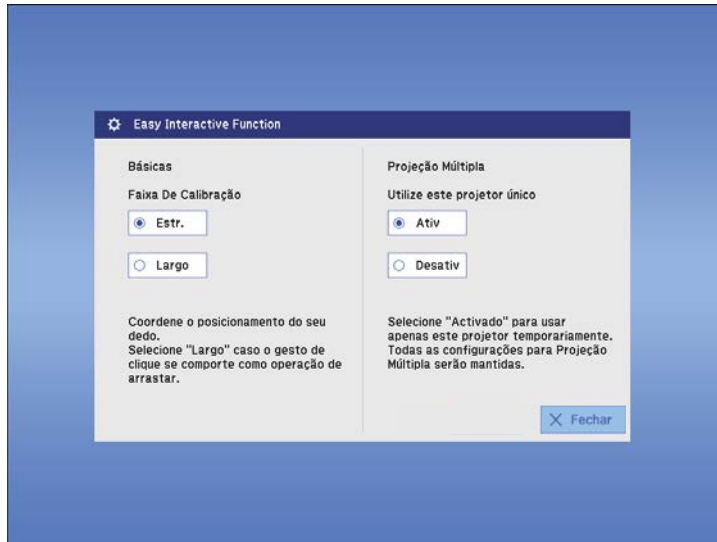 Easy Interactive Function
Básicas
Faixa De Calibração
Estr.
Largo
Coordene o posicionamento do seu
dedo.
Selecione "Largo" caso o gesto de
clique se comporte como operação de
arrastar.
Projeção Múltipla
Utilize este projetor único
Ativ
Desativ
Selecione "Activado" para usar
apenas este projetor temporariamente.
Todas as configurações para Projeção
Múltipla serão mantidas.
Fechar